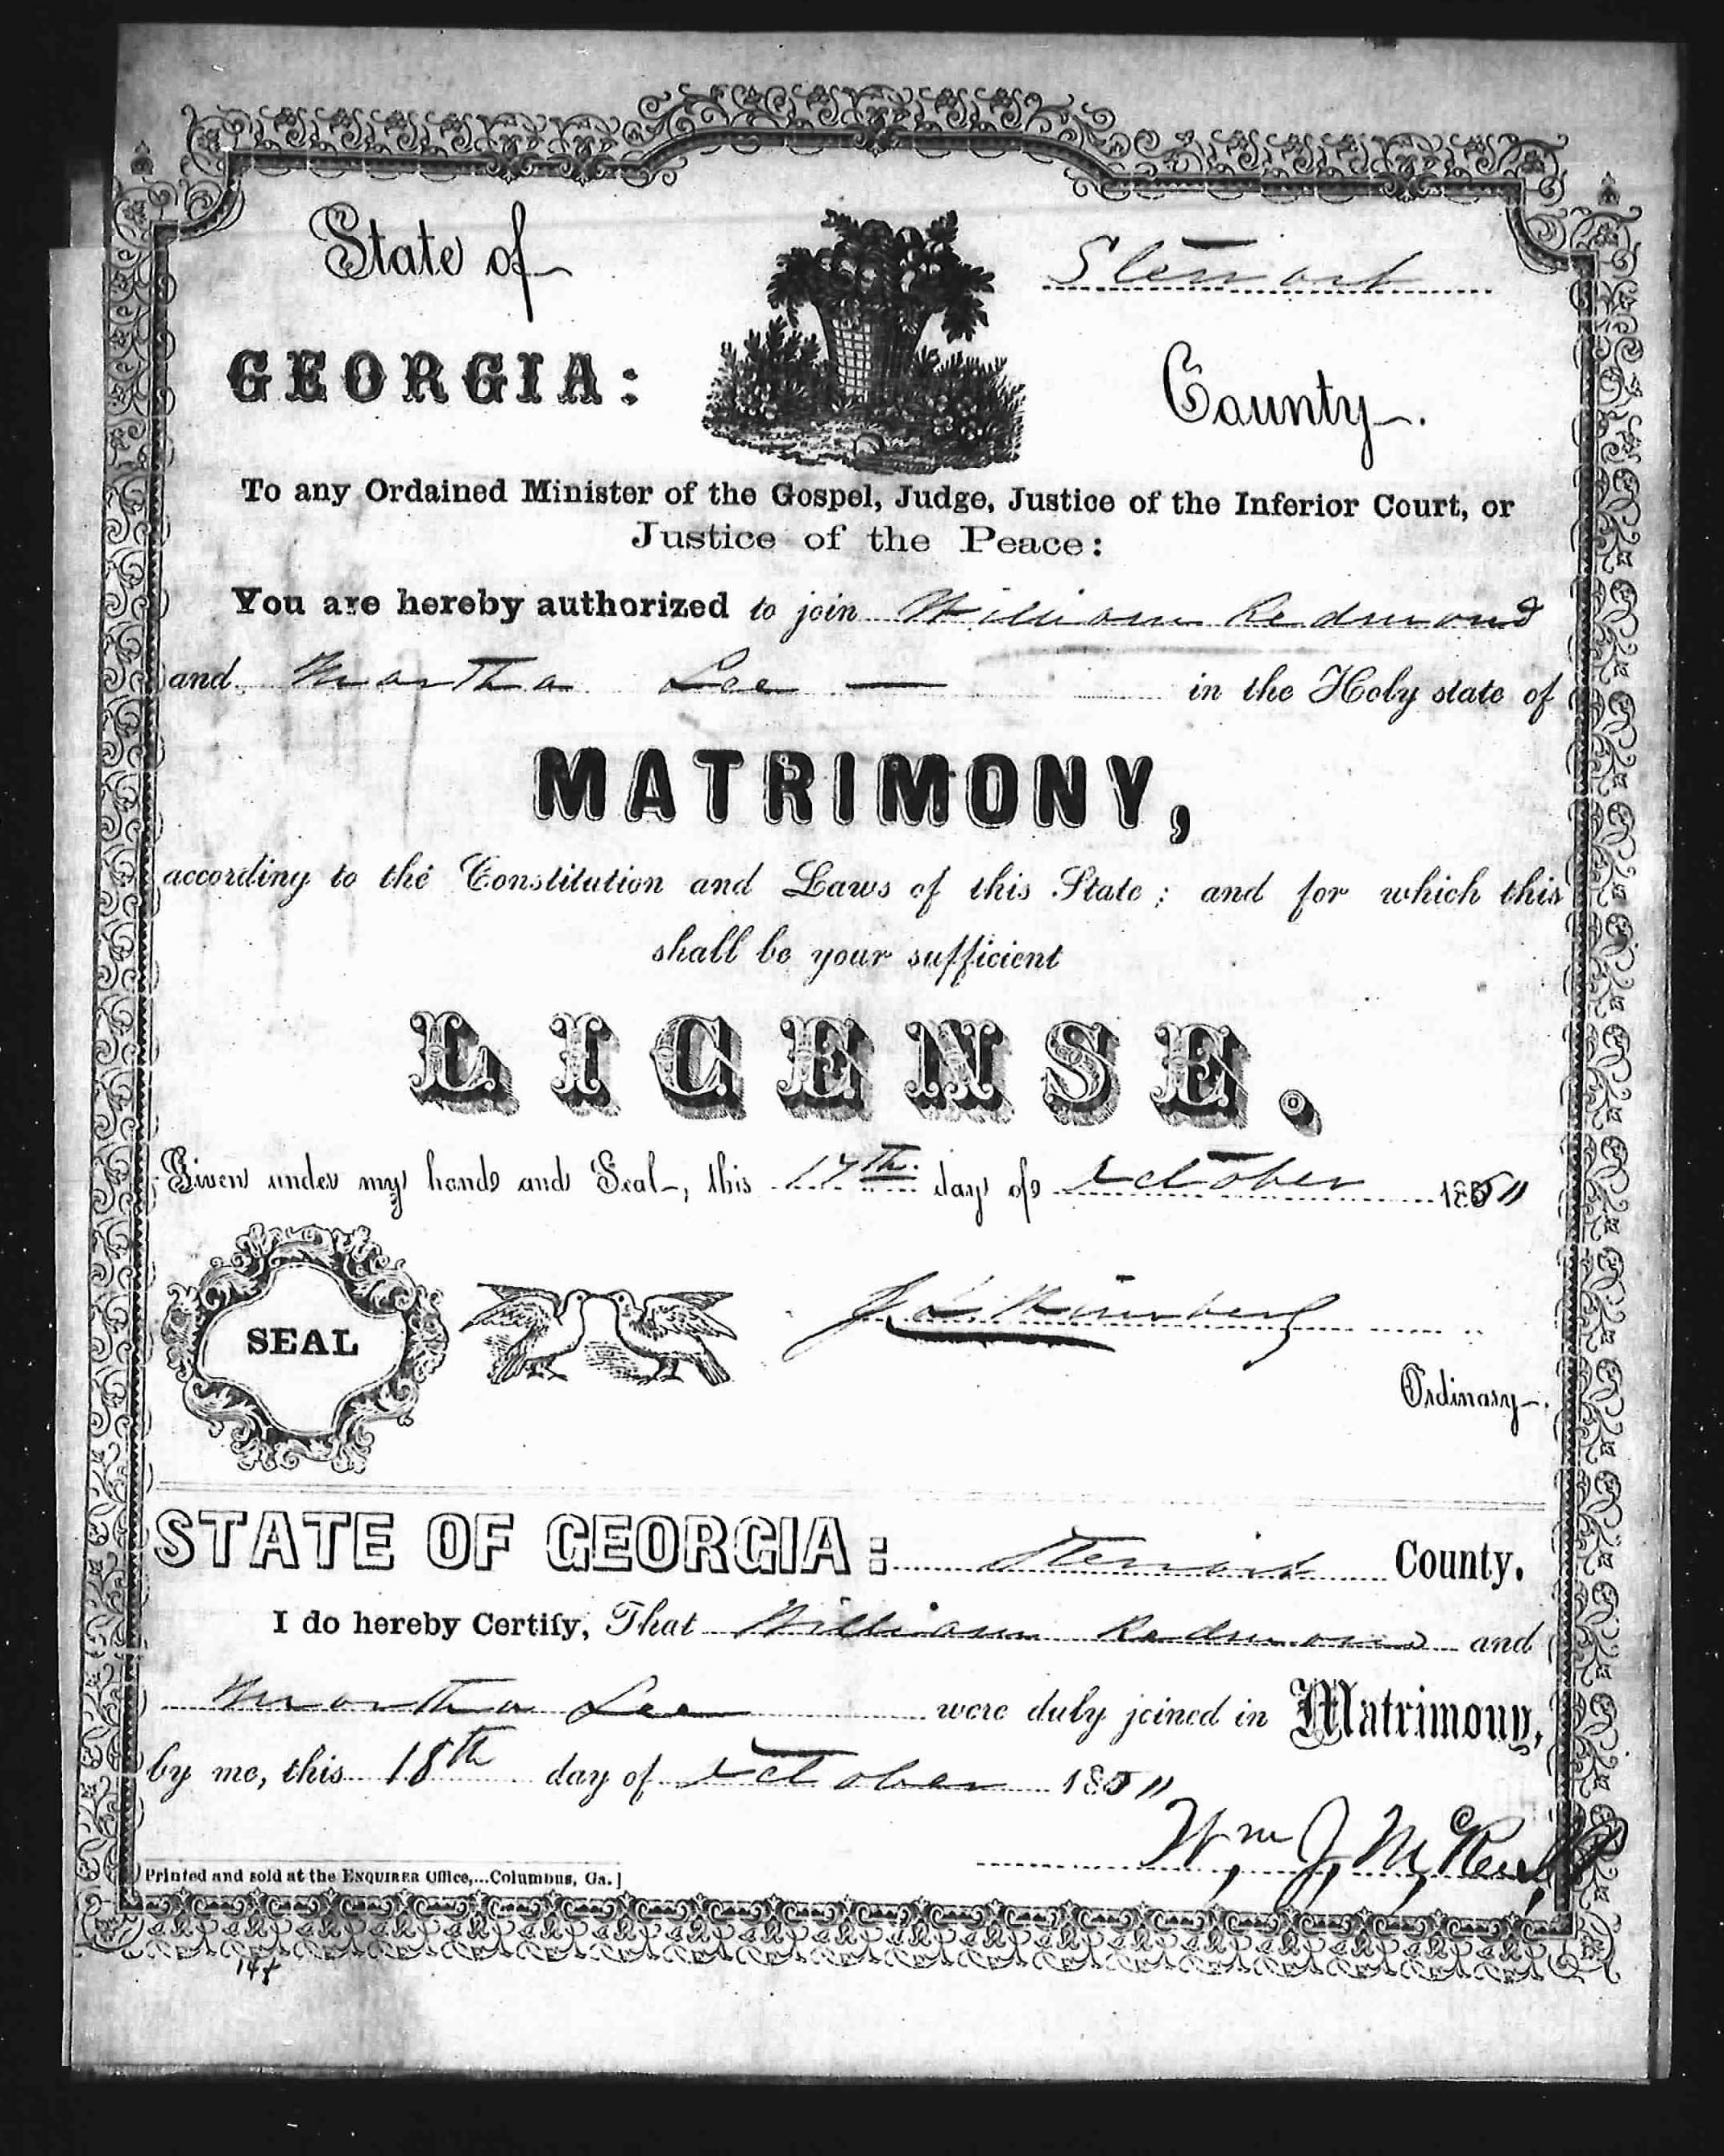 State of
Stewart
GEORGIA:
County.
To any Ordained Minister of the Gospel, Judge, Justice of the Inferior Court, or
Justice of the Peace:
You are hereby authorized to join William Redmond
and Martha Lee — in the Holy state of
MATRIMONY,
according to the Constitution and Laws of this State; and for which this
shall be your sufficient
LICENSE.
Given under my hand and Seal, this 17th day of October
SEAL
Ordinary.
STATE OF GEORGIA: Stewart County.
I do hereby Certify, That William Redmond and
Martha Lee were duly joined in Matrimony,
by me, this 18th day of October
Wm J,
Printed and sold at the ENQUIRER Office,...Columbus, Ga.]